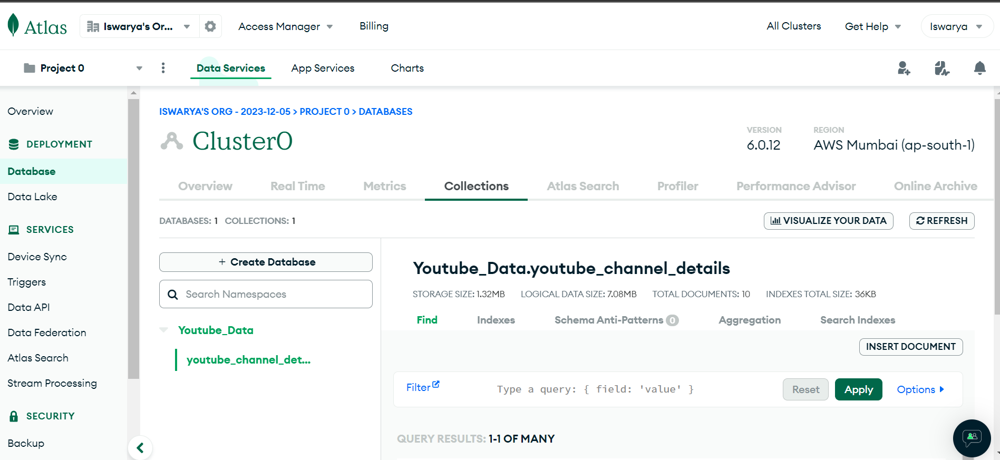 Atlas
Iswarya's Or...
Access Manager
Billing
All Clusters
Get Help
Iswarya
Project 0
Data Services
App Services
Charts
Overview
DEPLOYMENT
Database
Data Lake
SERVICES
Device Sync
Triggers
Data API
Data Federation
Atlas Search
Stream Processing
SECURITY
Backup
ISWARYA'S ORG - 2023-12-05 > PROJECT 0 > DATABASES
Cluster0
VERSION
6.0.12
REGION
AWS Mumbai (ap-south-1)
Overview
Real Time
Metrics
Collections
Atlas Search
Profiler
Performance Advisor
Online Archive
DATABASES: 1 COLLECTIONS: 1
VISUALIZE YOUR DATA
REFRESH
+ Create Database
Search Namespaces
Youtube_Data
youtube_channel_det...
Youtube_Data.youtube_channel_details
STORAGE SIZE: 1.32MB LOGICAL DATA SIZE: 7.08MB TOTAL DOCUMENTS: 10 INDEXES TOTAL SIZE: 36KB
Find
Indexes
Schema Anti-Patterns 0
Aggregation
Search Indexes
INSERT DOCUMENT
Filter
Type a query: { field: 'value' }
Reset
Apply
Options
QUERY RESULTS: 1-1 OF MANY